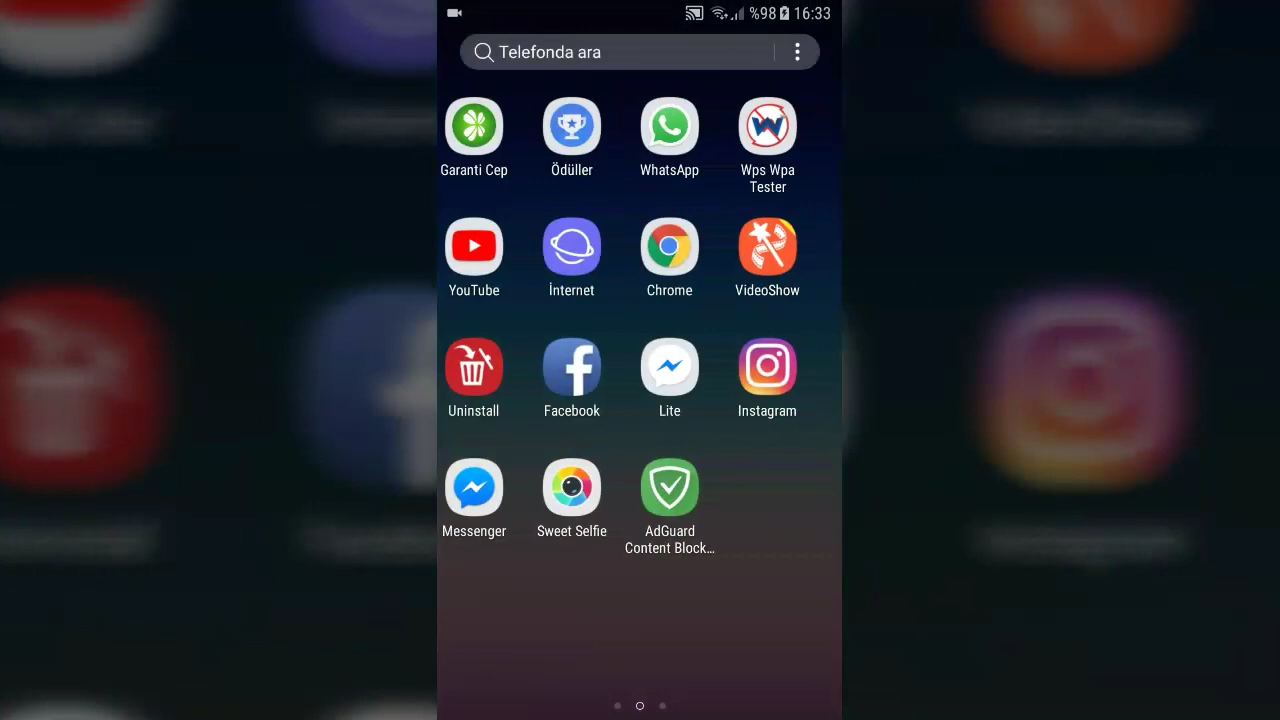 %98 16:33
Telefonda ara
Garanti Cep
Ödüller
WhatsApp
Wps Wpa
Tester
YouTube
İnternet
Chrome
VideoShow
Uninstall
Facebook
Lite
Instagram
Messenger
Sweet Selfie
AdGuard
Content Block...